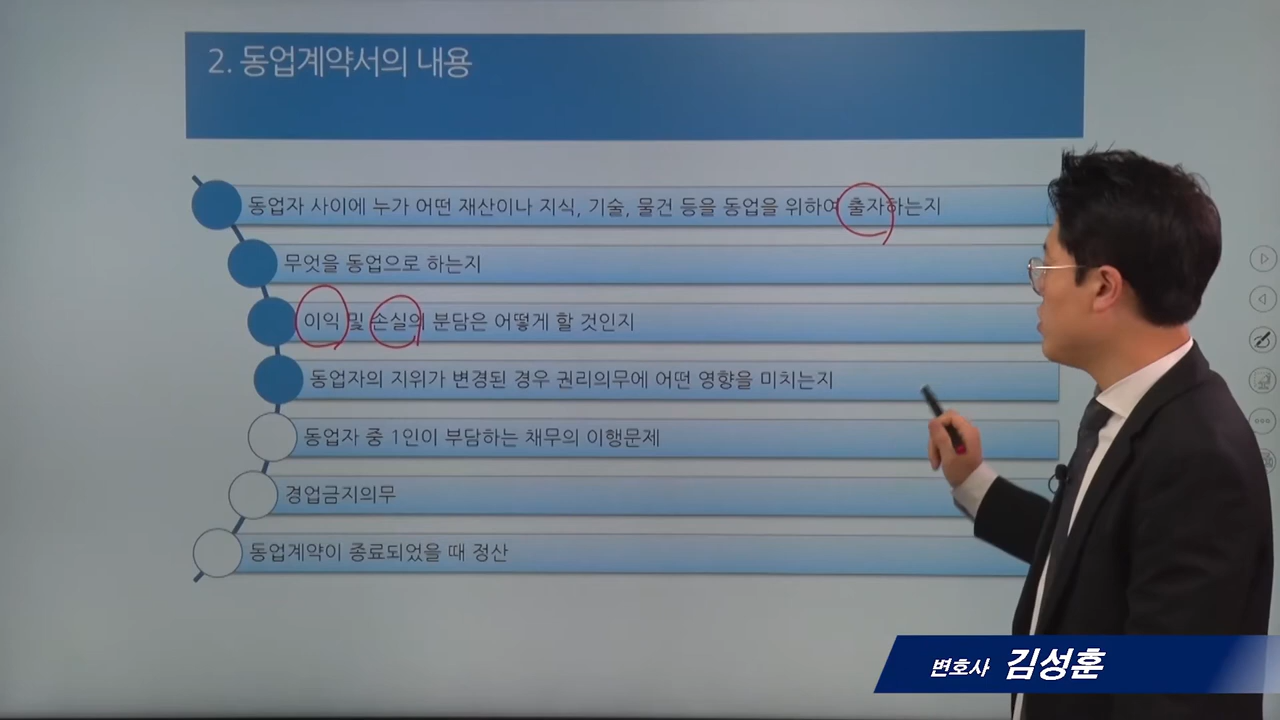 2. 동업계약서의 내용
동업자 사이에 누가 어떤 재산이나 지식, 기술, 물건 등을 동업을 위하여 출자하는지
무엇을 동업으로 하는지
이익 및 손실의 분담은 어떻게 할 것인지
동업자의 지위가 변경된 경우 권리의무에 어떤 영향을 미치는지
동업자 중 1인이 부담하는 채무의 이행문제
경업금지의무
동업계약이 종료되었을 때 정산
변호사 김성훈